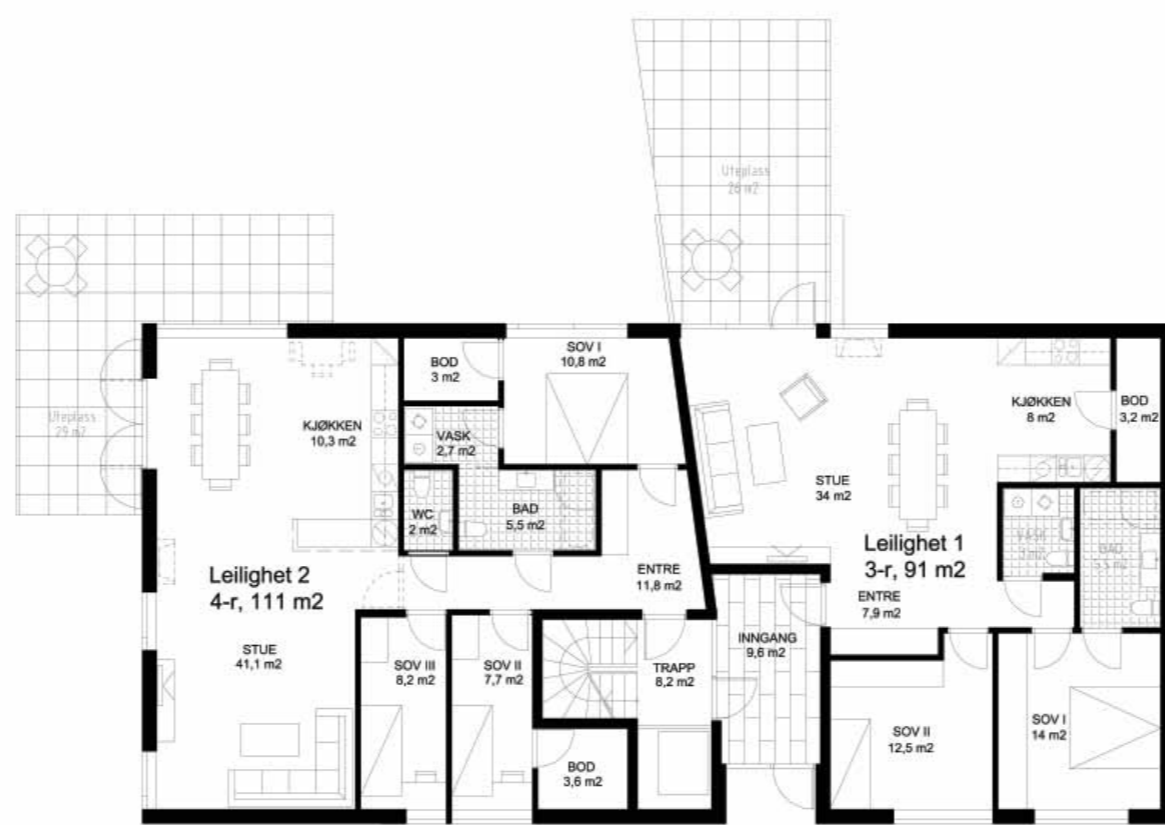 Uteplass
26 m2
Uteplass
29 m2
SOV I
10,8 m2
BOD
3 m2
KJØKKEN
10,3 m2
VASK
2,7 m2
WC
2 m2
BAD
5,5 m2
KJØKKEN
8 m2
BOD
3,2 m2
STUE
34 m2
Leilighet 1
3-r, 91 m2
VASK
BAD
Leilighet 2
4-r, 111 m2
ENTRE
11,8 m2
ENTRE
7,9 m2
STUE
41,1 m2
SOV III
8,2 m2
SOV II
7,7 m2
TRAPP
8,2 m2
INNGANG
9,6 m2
SOV II
12,5 m2
SOV I
14 m2
BOD
3,6 m2